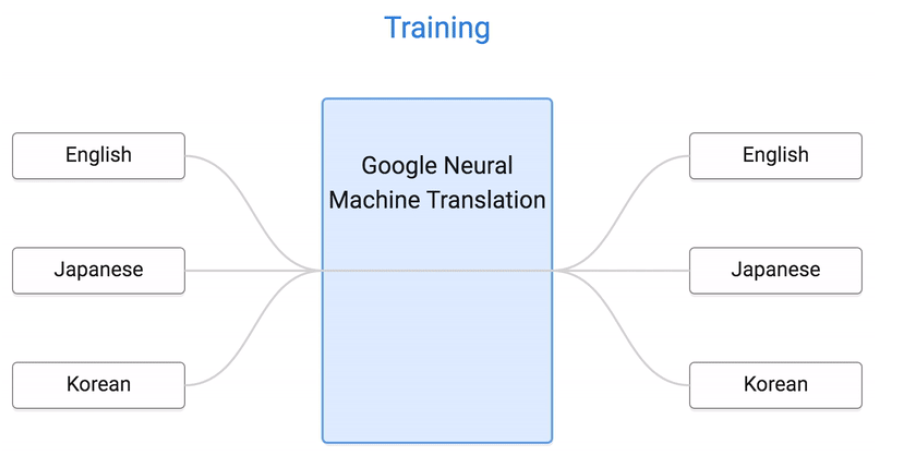 Training
English
Japanese
Korean
Google Neural
Machine Translation
English
Japanese
Korean